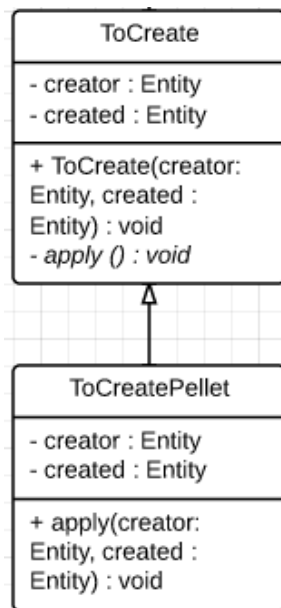 ToCreate
- creator : Entity
- created : Entity
+ ToCreate(creator:
Entity, created :
Entity) : void
- apply () : void
ToCreatePellet
- creator : Entity
- created : Entity
+ apply(creator:
Entity, created :
Entity) : void